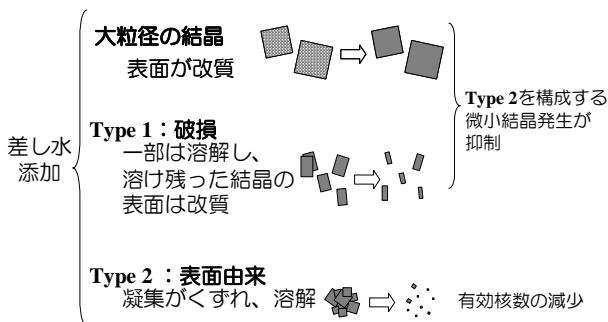 差し水
添加
大粒径の結晶
表面が改質
Type 1：破損
一部は溶解し、
溶け残った結晶の
表面は改質
Type 2を構成する
微小結晶発生が
抑制
Type 2 ：表面由来
凝集がくずれ、溶解
有効核数の減少